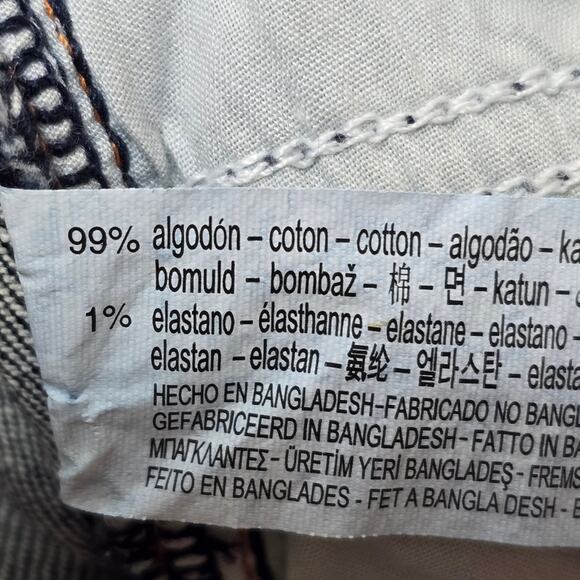 99% algodón – coton – cotton – algodão –
bomuld – bombaž – 棉 – 면 – katun –
1% elastano – élasthanne – elastane – elastano –
elastan – elastan – 氨纶 – 엘라스탄 –
HECHO EN BANGLADESH-FABRICADO NO
GEFABRICEERD IN BANGLADESH - FATTO IN
ΜΠΑΓΚΛΑΝΤΕΣ - ÜRETİM YERİ BANGLADEŞ -
FEITO EN BANGLADES - FET A BANGLA DESH -